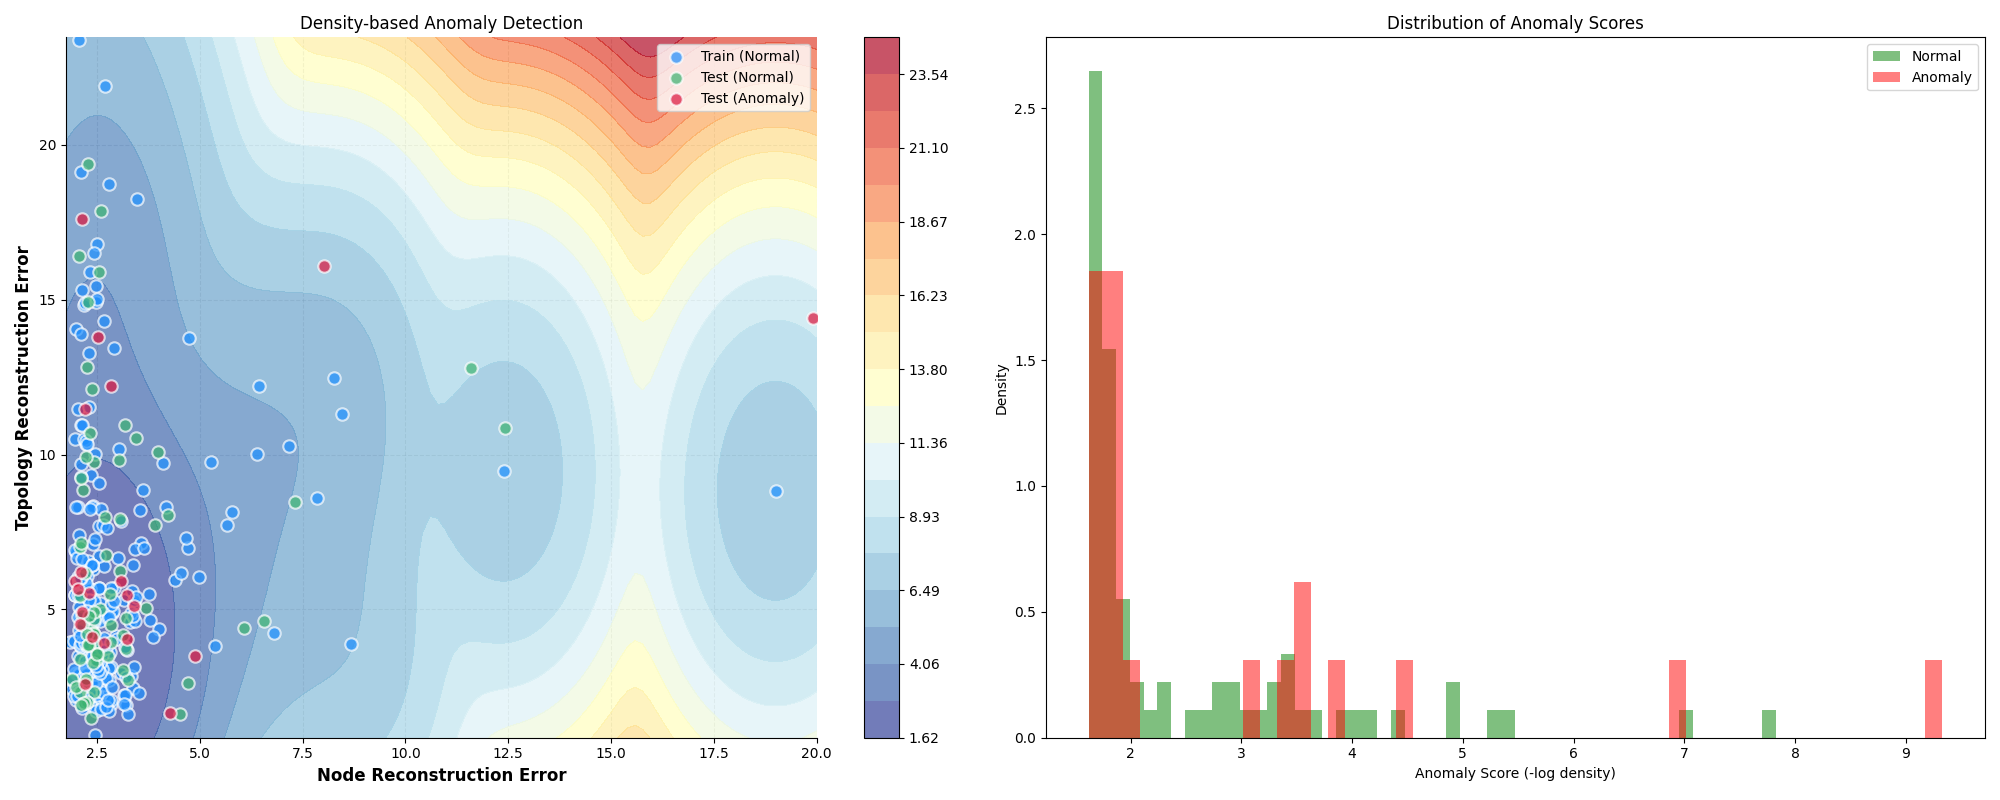 Density-based Anomaly Detection
Topology Reconstruction Error
20
15
10
5
2.5 5.0 7.5 10.0 12.5 15.0 17.5 20.0
Node Reconstruction Error
Train (Normal)
Test (Normal)
Test (Anomaly)
23.54
21.10
18.67
16.23
13.80
11.36
8.93
6.49
4.06
1.62
Distribution of Anomaly Scores
Density
2.5
2.0
1.5
1.0
0.5
0.0
2 3 4 5 6 7 8 9
Anomaly Score (-log density)
Normal
Anomaly